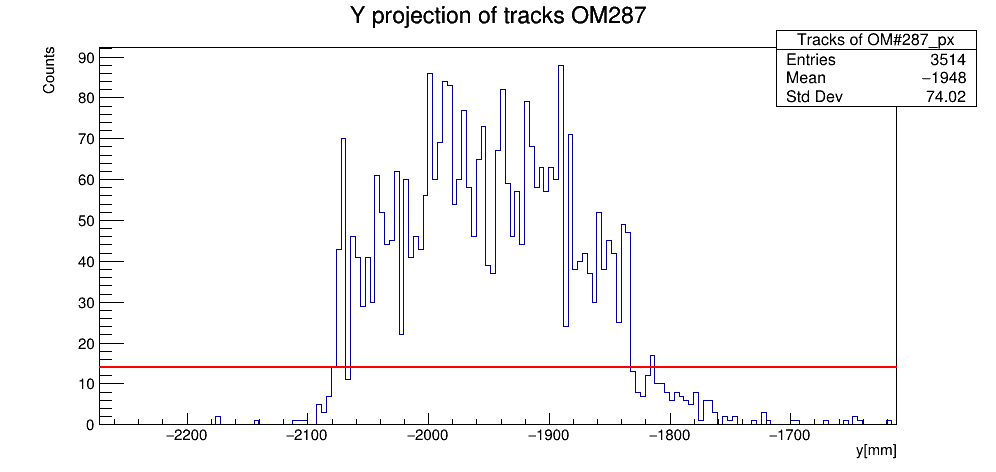 Y projection of tracks OM287
Tracks of OM#287_px
Entries 3514
Mean −1948
Std Dev 74.02
Counts
90
80
70
60
50
40
30
20
10
0
−2200 −2100 −2000 −1900 −1800 −1700
y[mm]